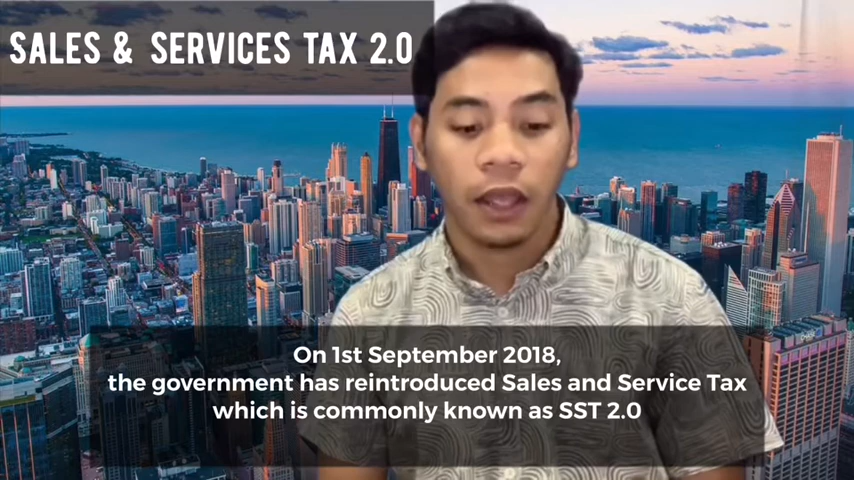 SALES & SERVICES TAX 2.0
On 1st September 2018,
the government has reintroduced Sales and Service Tax
which is commonly known as SST 2.0